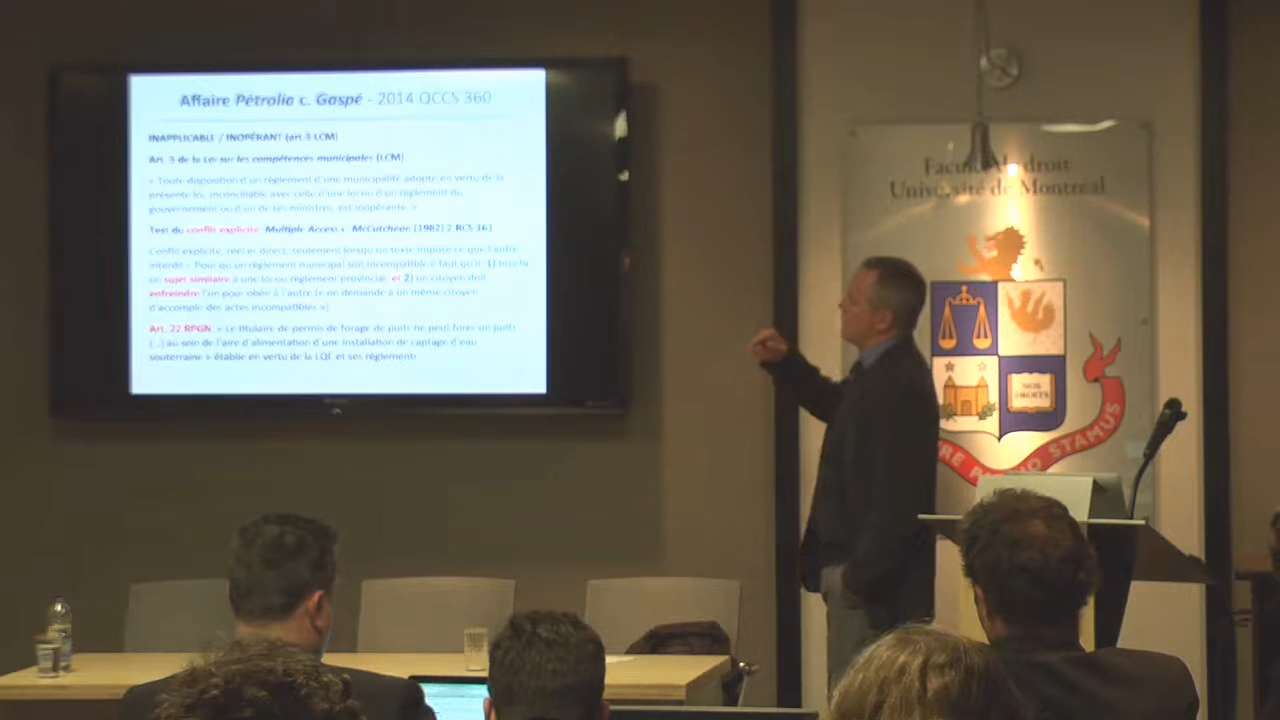 Affaire Pétrolia c. Gaspé - 2014 QCCS 360
INAPPLICABLE / INOPÉRANT (art.3 LCM)
Art. 3 de la Loi sur les compétences municipales (LCM)
« Toute disposition d'un règlement d'une municipalité adopté en vertu de la
présente loi, inconciliable avec celle d'une loi ou d'un règlement du
gouvernement ou d'un de ses ministres, est inopérante. »
Test du conflit explicite: Multiple Access c. McCutcheon [1982] 2 RCS 161
Conflit explicite, réel et direct, seulement lorsqu'un texte impose ce que l'autre
interdit « Pour qu'un règlement municipal soit incompatible il faut qu'il 1) touche
un sujet similaire à une loi ou règlement provincial, et 2) un citoyen doit
enfreindre l'un pour obéir à l'autre (« on demande à un même citoyen
d'accomplir des actes incompatibles »)
Art. 22 RPGN: « Le titulaire de permis de forage de puits ne peut forer un puits
[...] au sein de l'aire d'alimentation d'une installation de captage d'eau
souterraine » établie en vertu de la LQE et ses règlements
Faculté de droit
Université de Montréal
NOS
DROITS
STAMUS